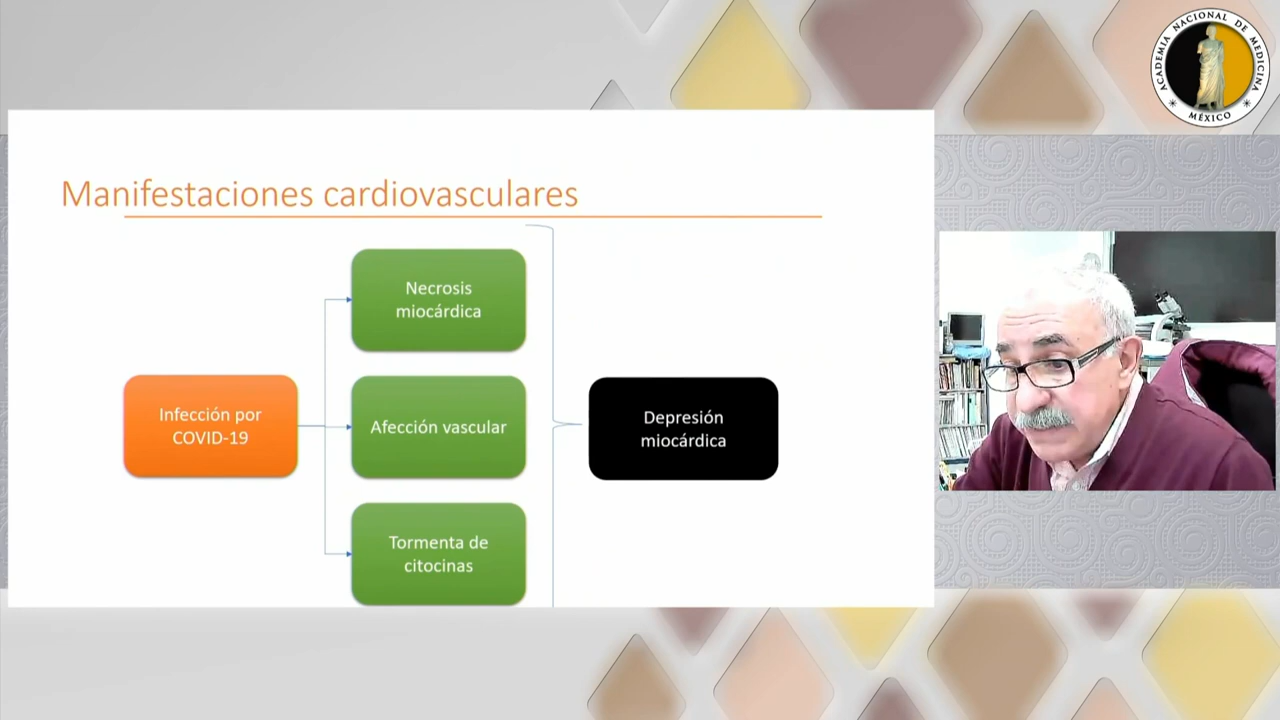 ACADEMIA NACIONAL DE MEDICINA
MÉXICO
Manifestaciones cardiovasculares
Necrosis
miocárdica
Infección por
COVID-19
Afección vascular
Depresión
miocárdica
Tormenta de
citocinas